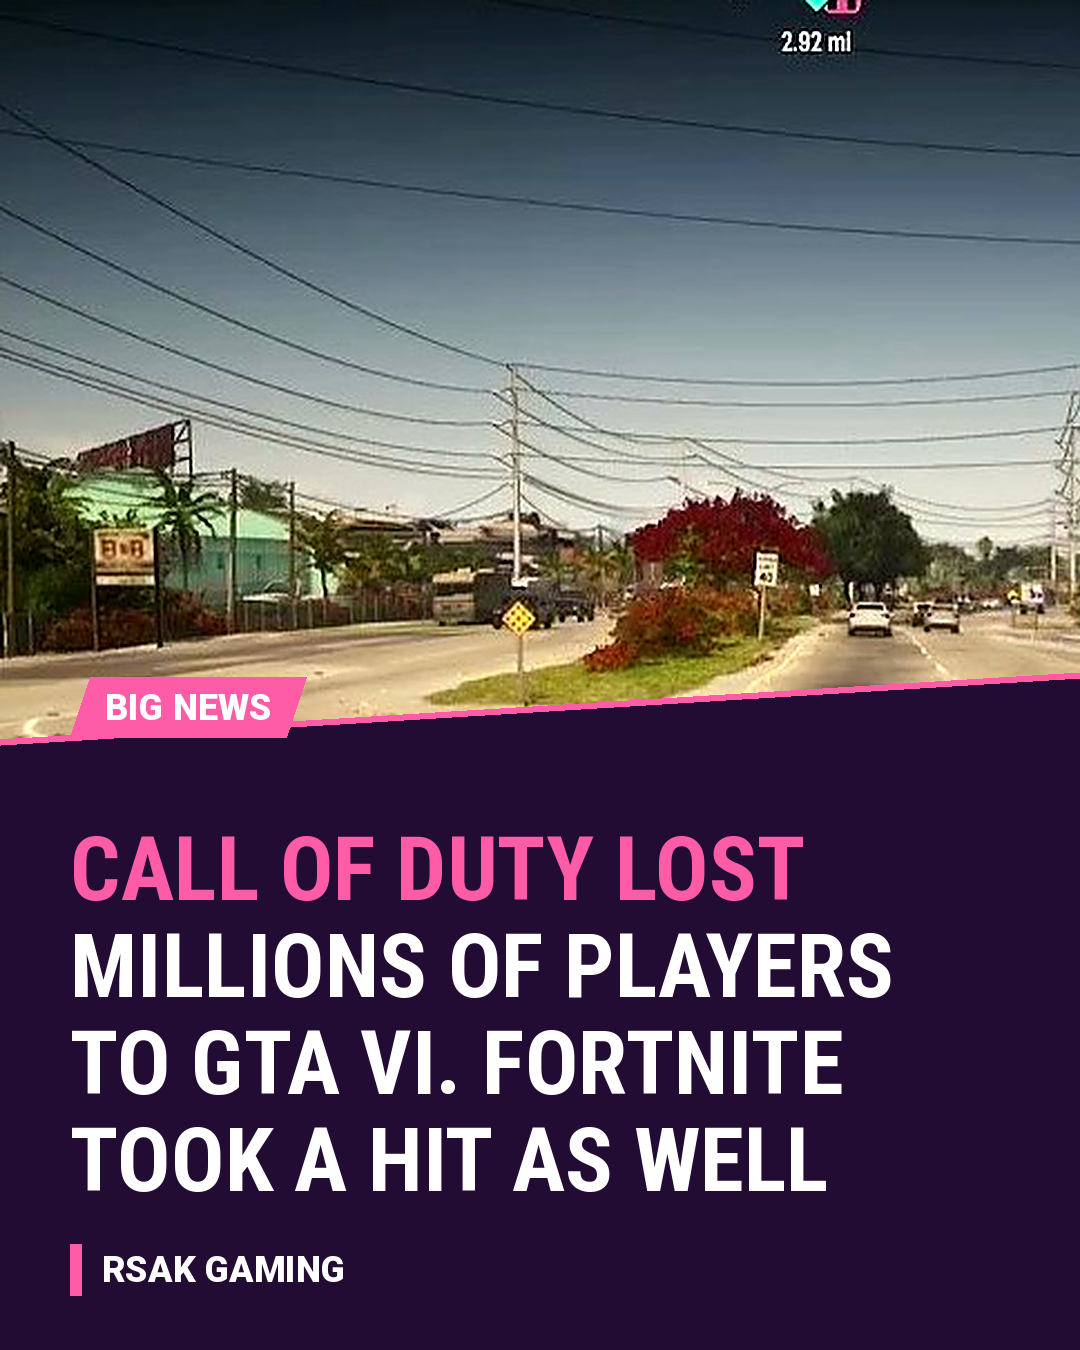 2.92 mi
B&B
BIG NEWS
CALL OF DUTY LOST
MILLIONS OF PLAYERS
TO GTA VI. FORTNITE
TOOK A HIT AS WELL
RSAK GAMING